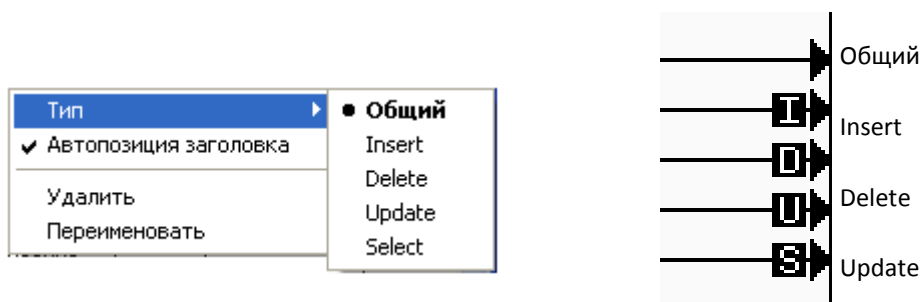 Тип
Автопозиция заголовка
Удалить
Переименовать
Общий
Insert
Delete
Update
Select
Общий
I
Insert
D
U
Delete
S
Update